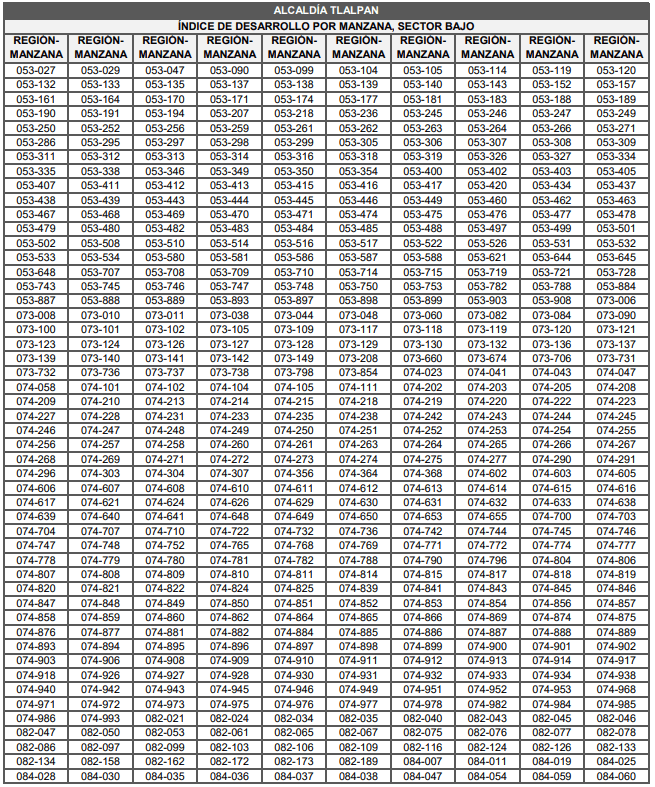 ALCALDÍA TLALPAN
ÍNDICE DE DESARROLLO POR MANZANA, SECTOR BAJO
REGIÓN- REGIÓN- REGIÓN- REGIÓN- REGIÓN- REGIÓN- REGIÓN- REGIÓN- REGIÓN- REGIÓN-
MANZANA MANZANA MANZANA MANZANA MANZANA MANZANA MANZANA MANZANA MANZANA MANZANA
053-027 053-029 053-047 053-090 053-099 053-104 053-105 053-114 053-119 053-120
053-132 053-133 053-135 053-137 053-138 053-139 053-140 053-143 053-152 053-157
053-161 053-164 053-170 053-171 053-174 053-177 053-181 053-183 053-188 053-189
053-190 053-191 053-194 053-207 053-218 053-236 053-245 053-246 053-247 053-249
053-250 053-252 053-256 053-259 053-261 053-262 053-263 053-264 053-266 053-271
053-286 053-295 053-297 053-298 053-299 053-305 053-306 053-307 053-308 053-309
053-311 053-312 053-313 053-314 053-316 053-318 053-319 053-326 053-327 053-334
053-335 053-338 053-346 053-349 053-350 053-354 053-400 053-402 053-403 053-405
053-407 053-411 053-412 053-413 053-415 053-416 053-417 053-420 053-434 053-437
053-438 053-439 053-443 053-444 053-445 053-446 053-449 053-460 053-462 053-463
053-467 053-468 053-469 053-470 053-471 053-474 053-475 053-476 053-477 053-478
053-479 053-480 053-482 053-483 053-484 053-485 053-488 053-497 053-499 053-501
053-502 053-508 053-510 053-514 053-516 053-517 053-522 053-526 053-531 053-532
053-533 053-534 053-580 053-581 053-586 053-587 053-588 053-621 053-644 053-645
053-648 053-707 053-708 053-709 053-710 053-714 053-715 053-719 053-721 053-728
053-743 053-745 053-746 053-747 053-748 053-750 053-753 053-782 053-788 053-884
053-887 053-888 053-889 053-893 053-897 053-898 053-899 053-903 053-908 073-006
073-008 073-010 073-011 073-038 073-044 073-048 073-060 073-082 073-084 073-090
073-100 073-101 073-102 073-105 073-109 073-117 073-118 073-119 073-120 073-121
073-123 073-124 073-126 073-127 073-128 073-129 073-130 073-132 073-136 073-137
073-139 073-140 073-141 073-142 073-149 073-208 073-660 073-674 073-706 073-731
073-732 073-736 073-737 073-738 073-798 073-854 074-023 074-041 074-043 074-047
074-058 074-101 074-102 074-104 074-105 074-111 074-202 074-203 074-205 074-208
074-209 074-210 074-213 074-214 074-215 074-218 074-219 074-220 074-222 074-223
074-227 074-228 074-231 074-233 074-235 074-238 074-242 074-243 074-244 074-245
074-246 074-247 074-248 074-249 074-250 074-251 074-252 074-253 074-254 074-255
074-256 074-257 074-258 074-260 074-261 074-263 074-264 074-265 074-266 074-267
074-268 074-269 074-271 074-272 074-273 074-274 074-275 074-277 074-290 074-291
074-296 074-303 074-304 074-307 074-356 074-364 074-368 074-602 074-603 074-605
074-606 074-607 074-608 074-610 074-611 074-612 074-613 074-614 074-615 074-616
074-617 074-621 074-624 074-626 074-629 074-630 074-631 074-632 074-633 074-638
074-639 074-640 074-641 074-648 074-649 074-650 074-653 074-655 074-700 074-703
074-704 074-707 074-710 074-722 074-732 074-736 074-742 074-744 074-745 074-746
074-747 074-748 074-752 074-765 074-768 074-769 074-771 074-772 074-774 074-777
074-778 074-779 074-780 074-781 074-782 074-788 074-790 074-796 074-804 074-806
074-807 074-808 074-809 074-810 074-811 074-814 074-815 074-817 074-818 074-819
074-820 074-821 074-822 074-824 074-825 074-839 074-841 074-843 074-845 074-846
074-847 074-848 074-849 074-850 074-851 074-852 074-853 074-854 074-856 074-857
074-858 074-859 074-860 074-862 074-864 074-865 074-866 074-869 074-874 074-875
074-876 074-877 074-881 074-882 074-884 074-885 074-886 074-887 074-888 074-889
074-893 074-894 074-895 074-896 074-897 074-898 074-899 074-900 074-901 074-902
074-903 074-906 074-908 074-909 074-910 074-911 074-912 074-913 074-914 074-917
074-918 074-926 074-927 074-928 074-930 074-931 074-932 074-933 074-934 074-938
074-940 074-942 074-943 074-945 074-946 074-949 074-951 074-952 074-953 074-968
074-971 074-972 074-973 074-975 074-976 074-977 074-978 074-982 074-984 074-985
074-986 074-993 082-021 082-024 082-034 082-035 082-040 082-043 082-045 082-046
082-047 082-050 082-053 082-061 082-065 082-067 082-075 082-076 082-077 082-078
082-086 082-097 082-099 082-103 082-106 082-109 082-116 082-124 082-126 082-133
082-134 082-158 082-162 082-172 082-173 082-189 084-007 084-011 084-019 084-025
084-028 084-030 084-035 084-036 084-037 084-038 084-047 084-054 084-059 084-060